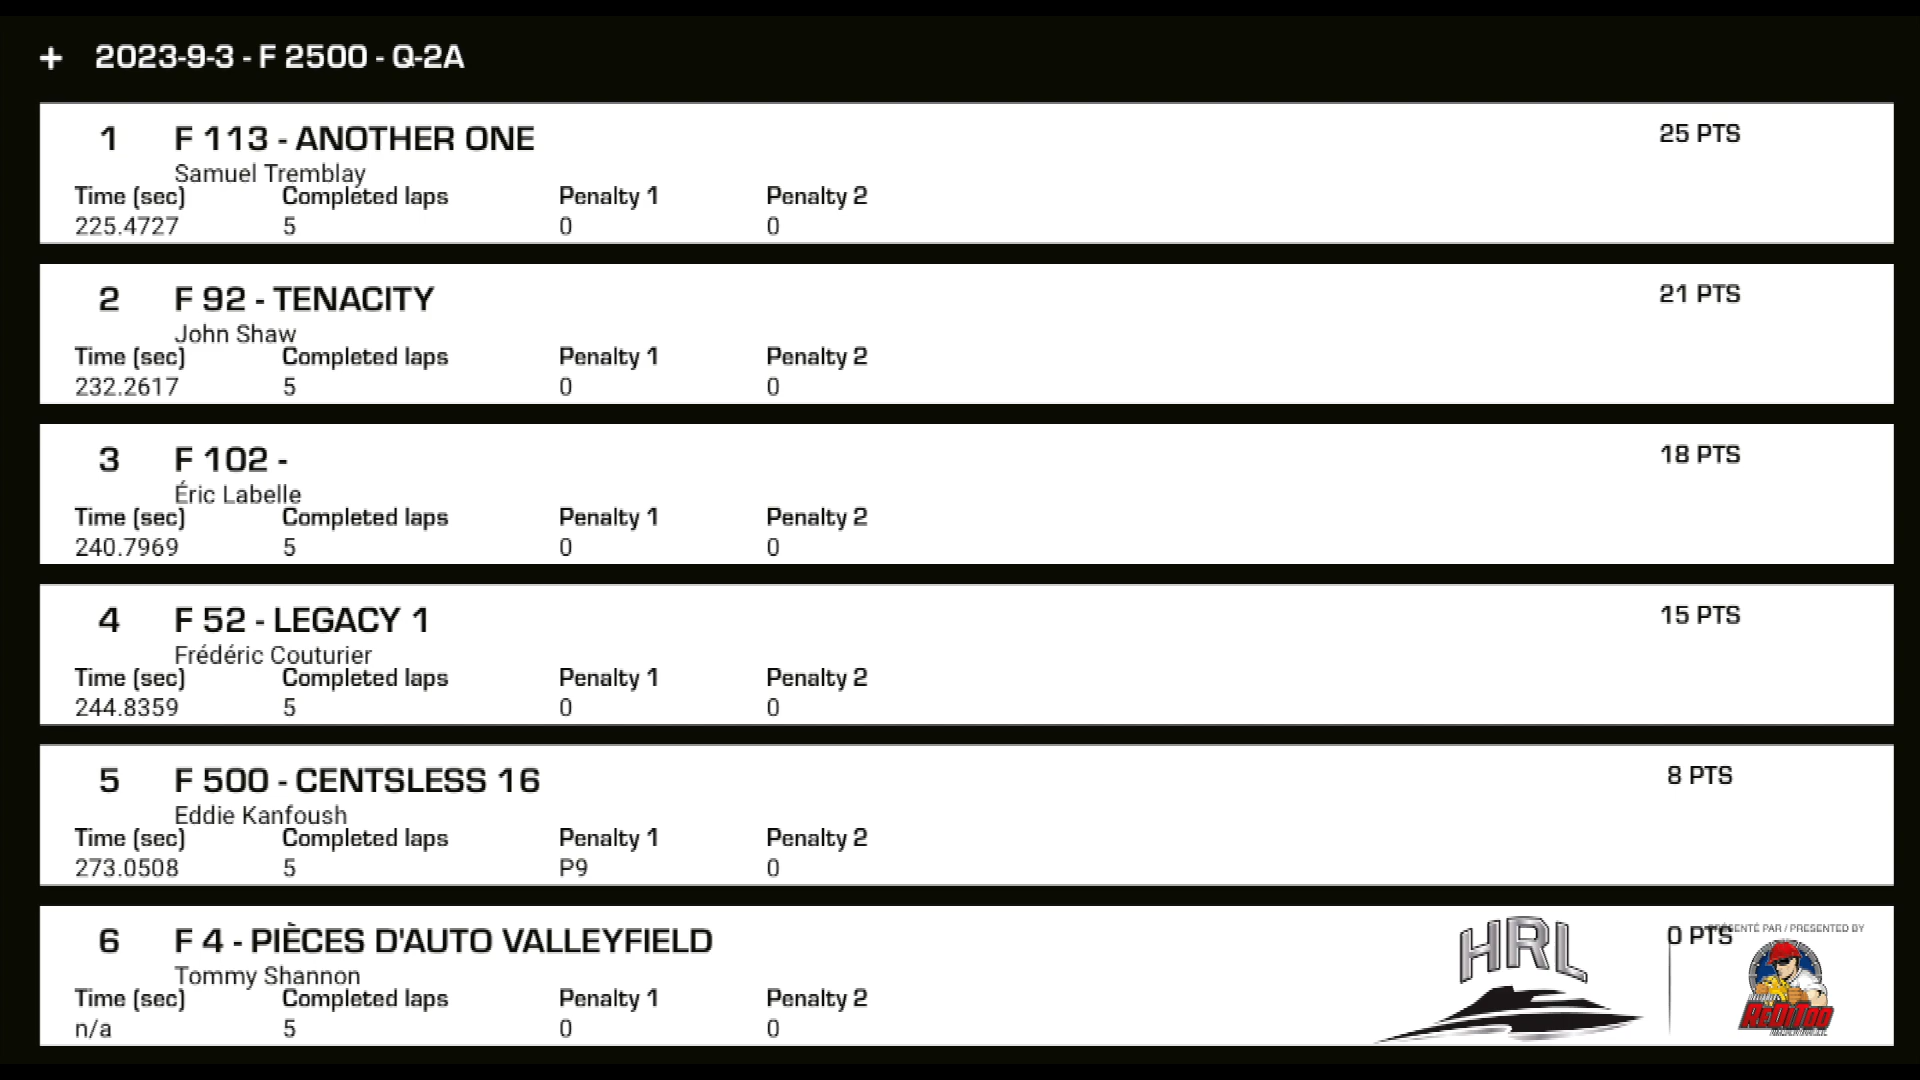 + 2023-9-3 - F 2500 - Q-2A
1 F 113 - ANOTHER ONE 25 PTS
Samuel Tremblay
Time (sec) Completed laps Penalty 1 Penalty 2
225.4727 5 0 0
2 F 92 - TENACITY 21 PTS
John Shaw
Time (sec) Completed laps Penalty 1 Penalty 2
232.2617 5 0 0
3 F 102 - 18 PTS
Éric Labelle
Time (sec) Completed laps Penalty 1 Penalty 2
240.7969 5 0 0
4 F 52 - LEGACY 1 15 PTS
Frédéric Couturier
Time (sec) Completed laps Penalty 1 Penalty 2
244.8359 5 0 0
5 F 500 - CENTSLESS 16 8 PTS
Eddie Kanfoush
Time (sec) Completed laps Penalty 1 Penalty 2
273.0508 5 P9 0
6 F 4 - PIÈCES D'AUTO VALLEYFIELD 0 PTS
Tommy Shannon
Time (sec) Completed laps Penalty 1 Penalty 2
n/a 5 0 0
HRL
PAR / PRESENTED BY
REDITOO